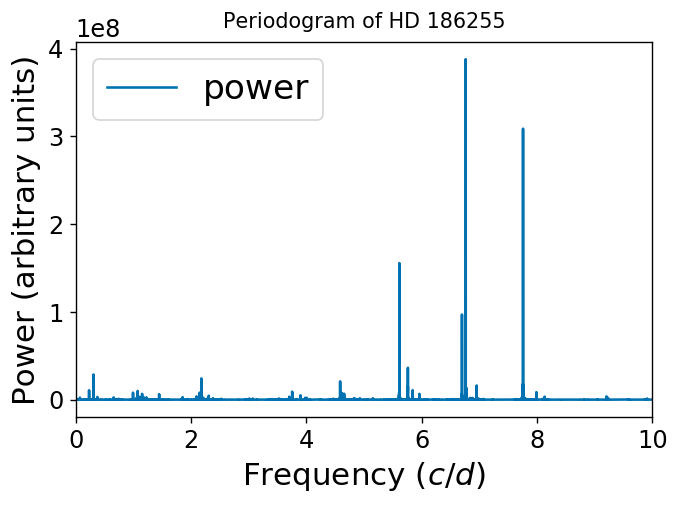 Periodogram of HD 186255
1e8
power
4
3
2
1
0
Power (arbitrary units)
0 2 4 6 8 10
Frequency (c/d)